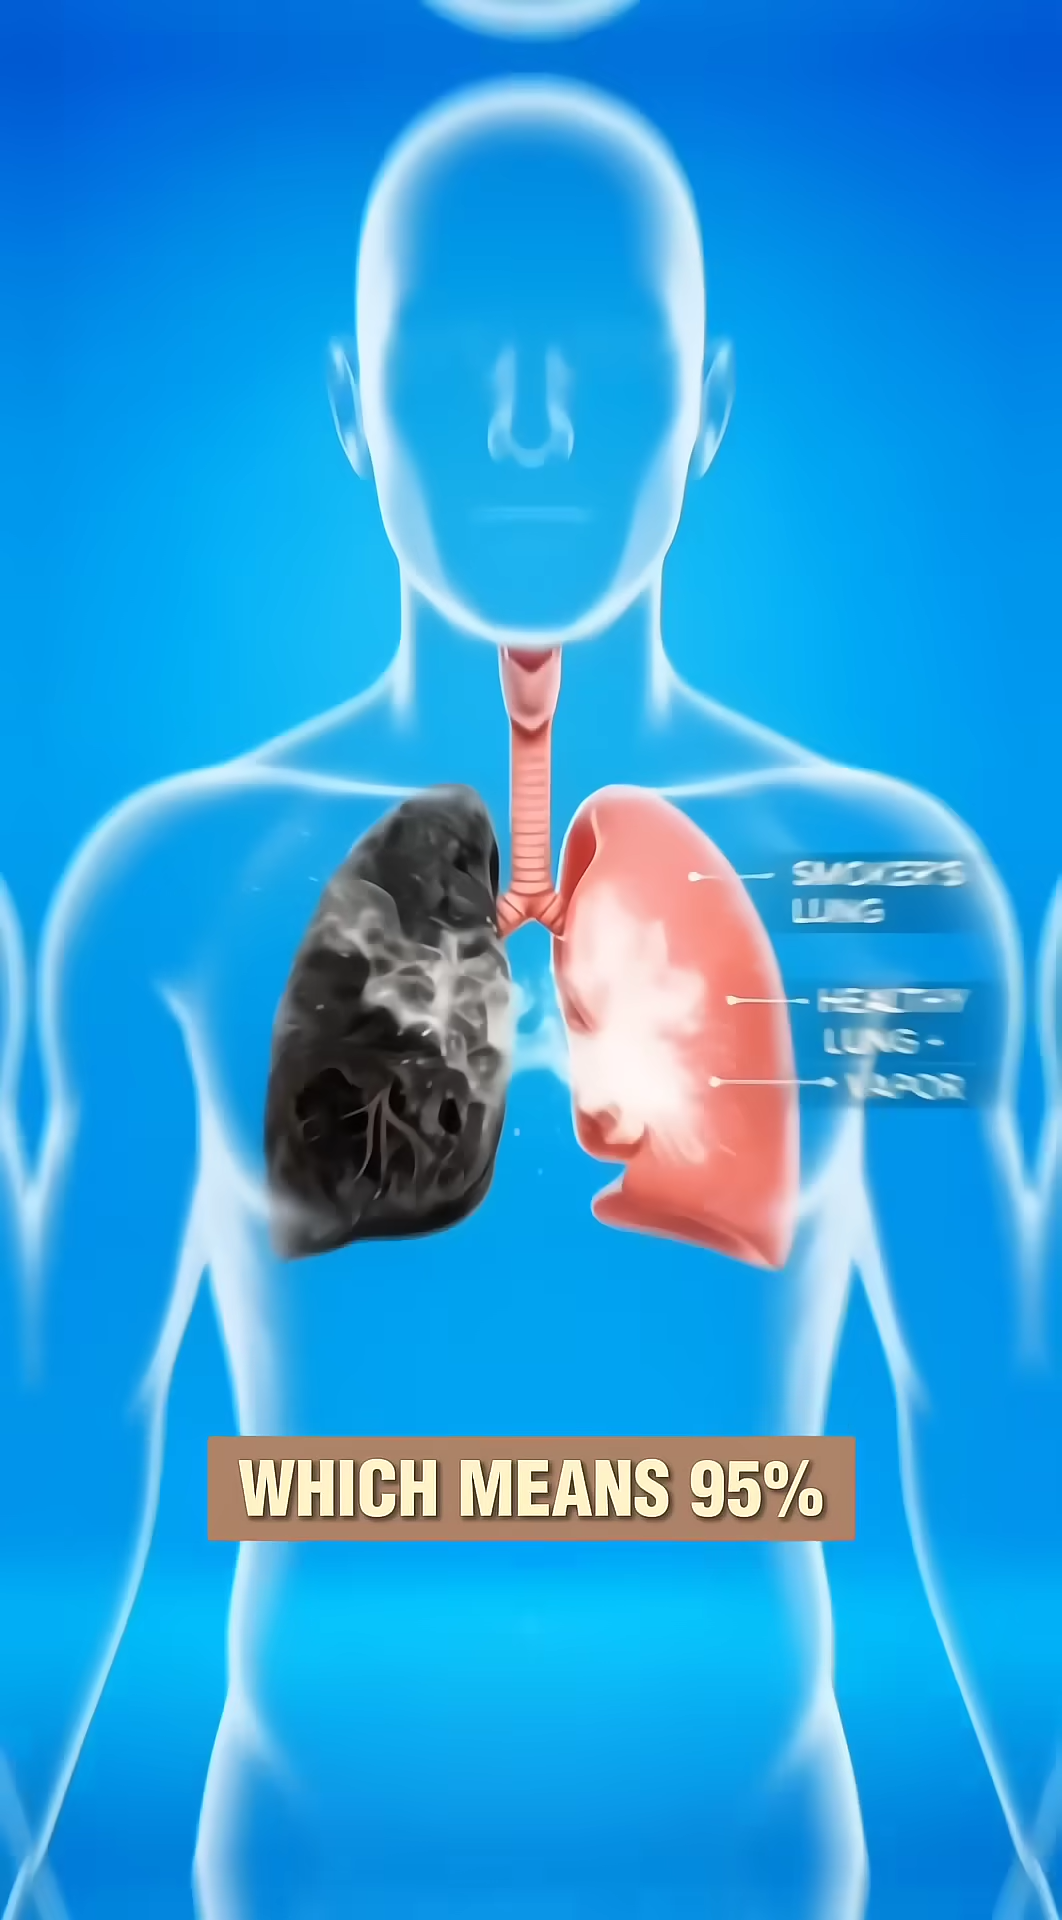 SMOKER'S
LUNG
HEALTHY
LUNG -
VAPOR
WHICH MEANS 95%